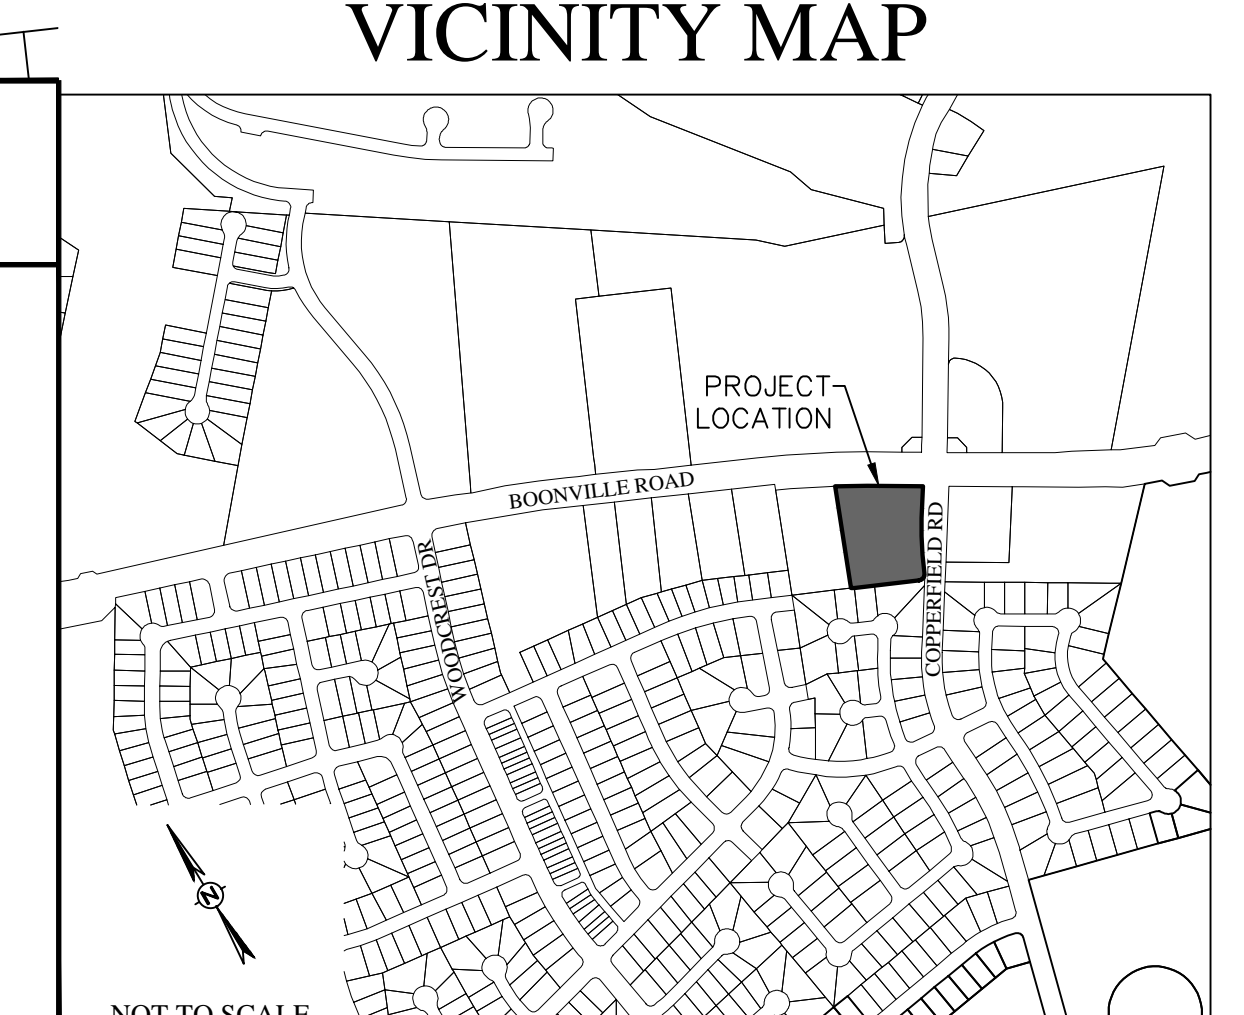 VICINITY MAP
PROJECT
LOCATION
BOONVILLE ROAD
WOODCREST DR
COPPERFIELD RD
N
NOT TO SCALE